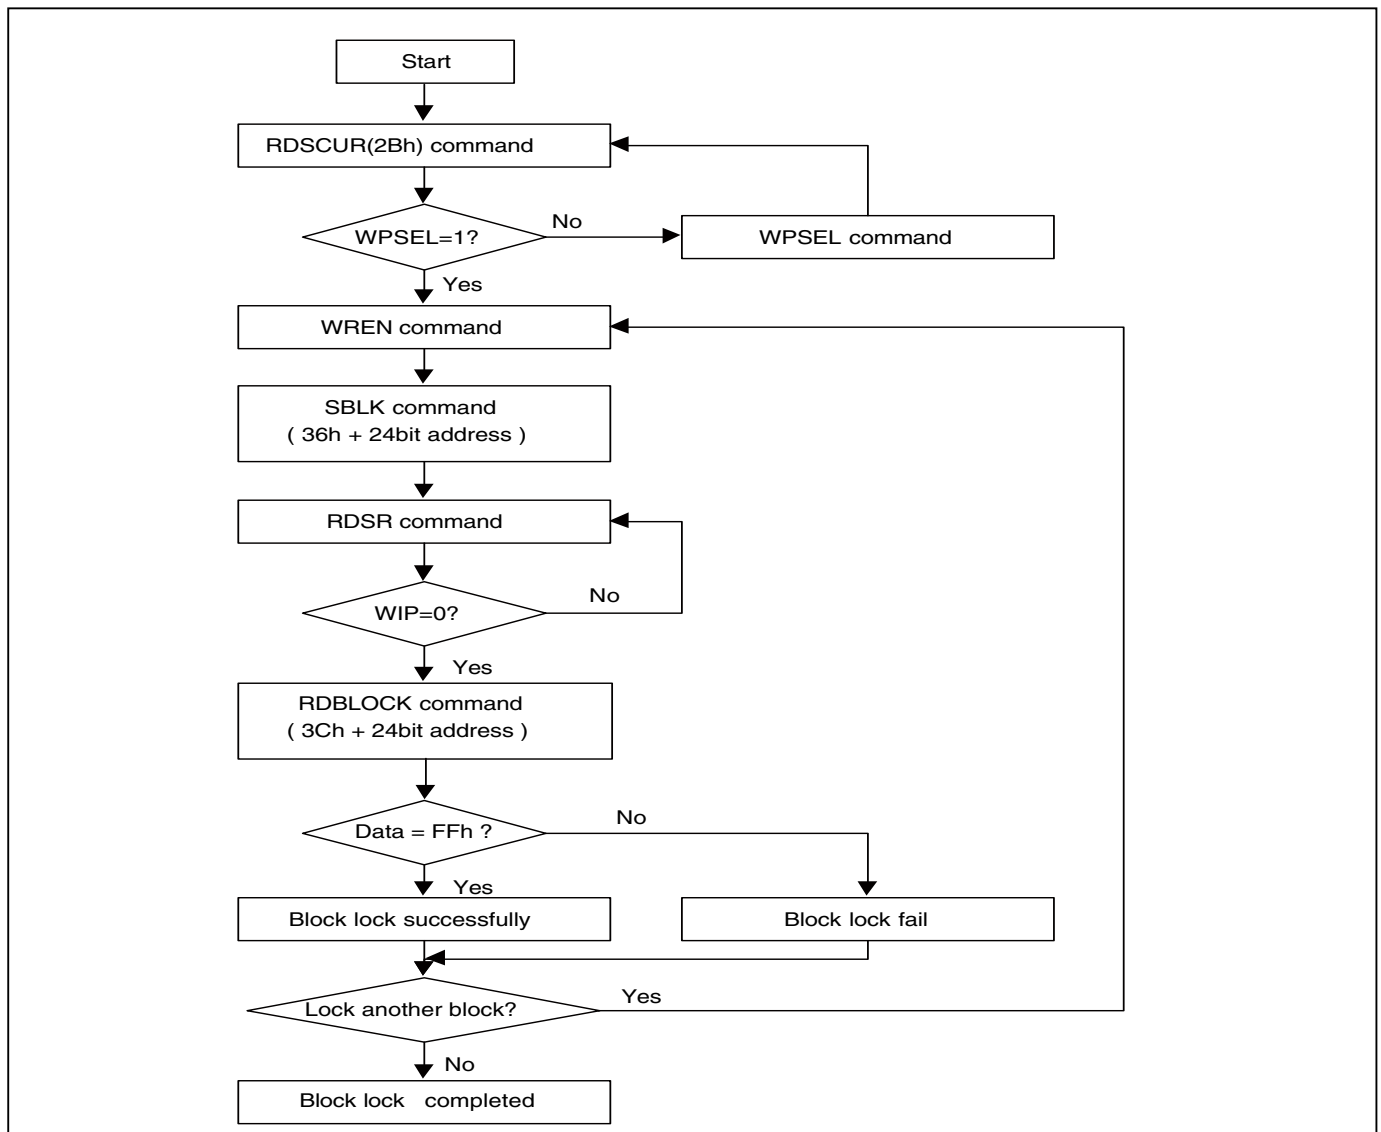 Start
RDSCUR(2Bh) command
WPSEL=1?
No
WPSEL command
Yes
WREN command
SBLK command
( 36h + 24bit address )
RDSR command
WIP=0?
No
Yes
RDBLOCK command
( 3Ch + 24bit address )
Data = FFh ?
No
Yes
Block lock successfully
Block lock fail
Lock another block?
Yes
No
Block lock completed